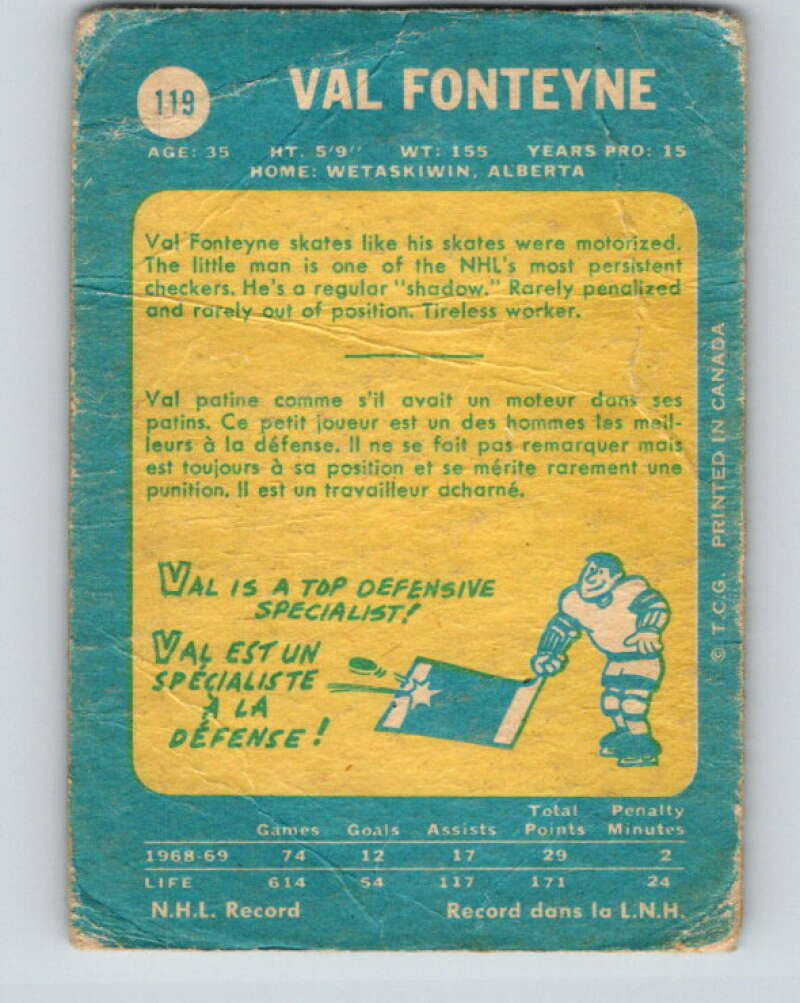 119
VAL FONTEYNE
AGE: 35 HT. 5'9'' WT: 155 YEARS PRO: 15
HOME: WETASKIWIN, ALBERTA
Val Fonteyne skates like his skates were motorized.
The little man is one of the NHL's most persistent
checkers. He's a regular "shadow." Rarely penalized
and rarely out of position. Tireless worker.
Val patine comme s'il avait un moteur dans ses
patins. Ce petit joueur est un des hommes les meil-
leurs à la défense. Il ne se fait pas remarquer mais
est toujours à sa position et se mérite rarement une
punition. Il est un travailleur acharné.
VAL IS A TOP DEFENSIVE
SPECIALIST!
VAL EST UN
SPÉCIALISTE
À LA
DÉFENSE!
© T.C.G. PRINTED IN CANADA
Total Penalty
Games Goals Assists Points Minutes
1968-69 74 12 17 29 2
LIFE 614 54 117 171 24
N.H.L. Record Record dans la L.N.H.